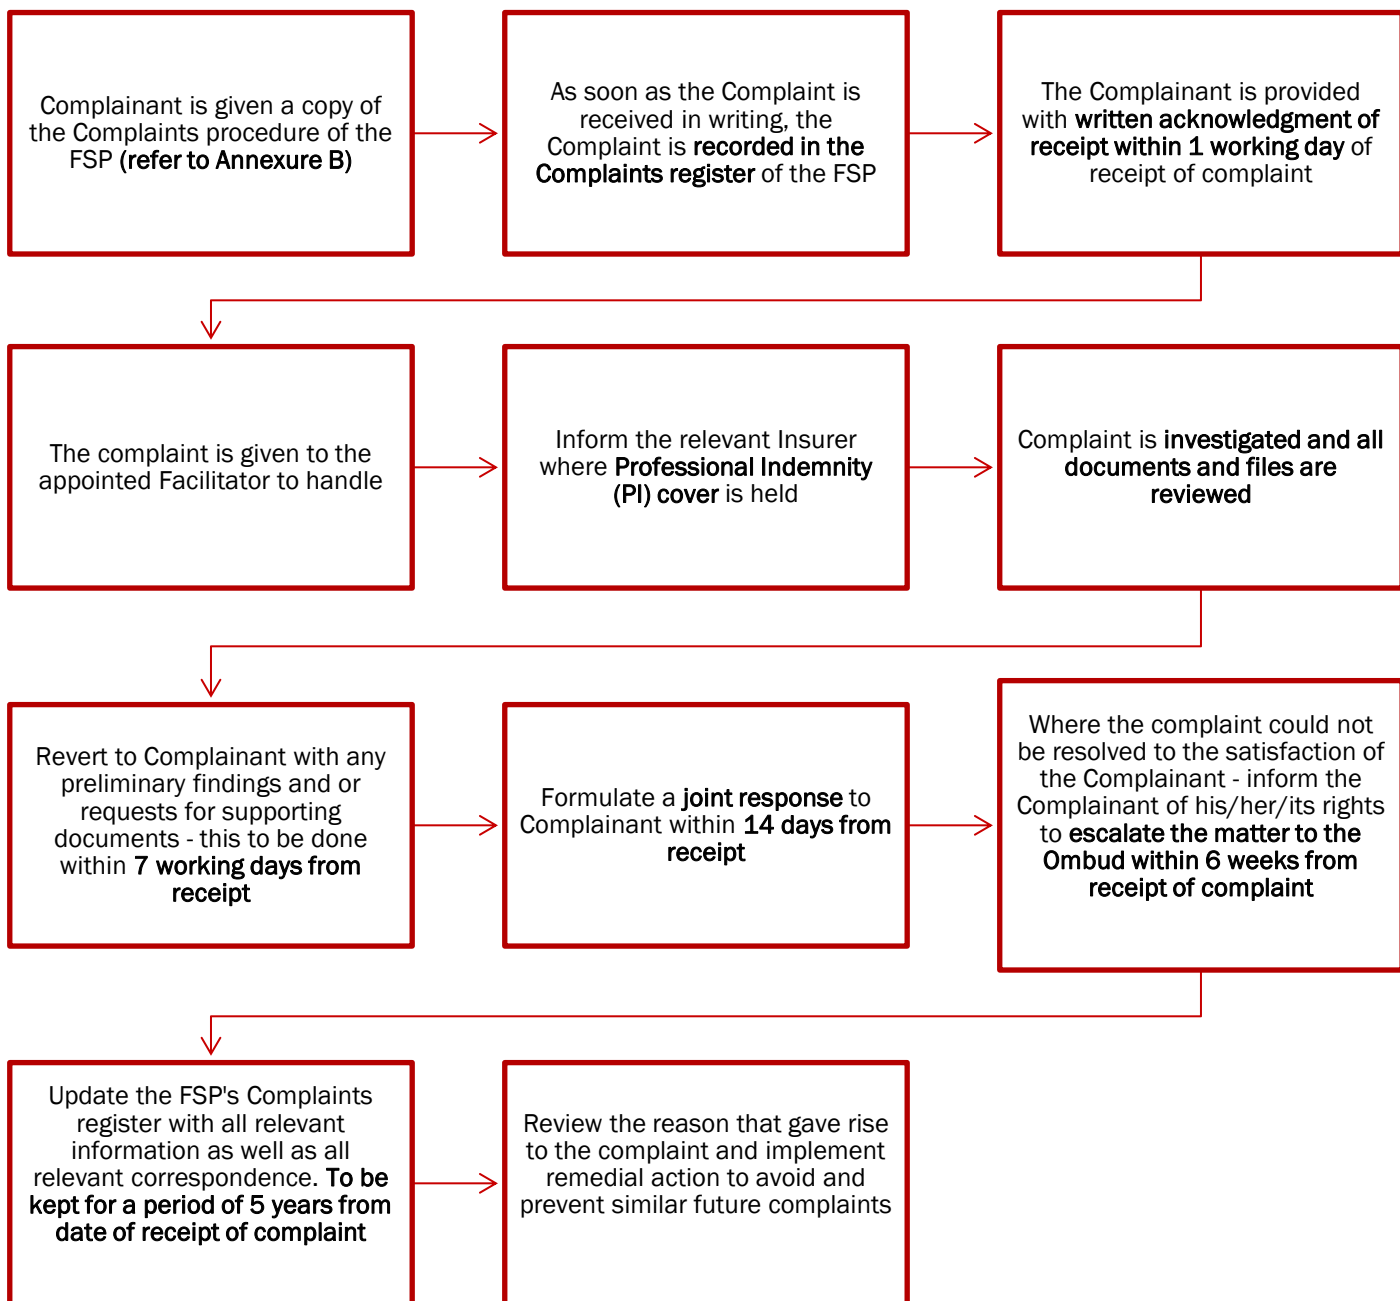 Complainant is given a copy of
the Complaints procedure of the
FSP (refer to Annexure B)
As soon as the Complaint is
received in writing, the
Complaint is recorded in the
Complaints register of the FSP
The Complainant is provided
with written acknowledgment of
receipt within 1 working day of
receipt of complaint
The complaint is given to the
appointed Facilitator to handle
Inform the relevant Insurer
where Professional Indemnity
(PI) cover is held
Complaint is investigated and all
documents and files are
reviewed
Revert to Complainant with any
preliminary findings and or
requests for supporting
documents - this to be done
within 7 working days from
receipt
Formulate a joint response to
Complainant within 14 days from
receipt
Where the complaint could not
be resolved to the satisfaction of
the Complainant - inform the
Complainant of his/her/its rights
to escalate the matter to the
Ombud within 6 weeks from
receipt of complaint
Update the FSP's Complaints
register with all relevant
information as well as all
relevant correspondence. To be
kept for a period of 5 years from
date of receipt of complaint
Review the reason that gave rise
to the complaint and implement
remedial action to avoid and
prevent similar future complaints